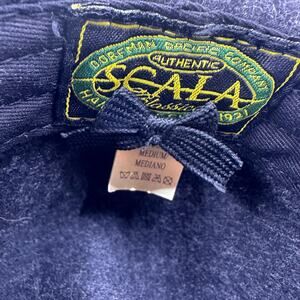 DORFMAN PACIFIC COMPANY
AUTHENTIC
SCALA
Classico
1921
MEDIUM
MEDIANO